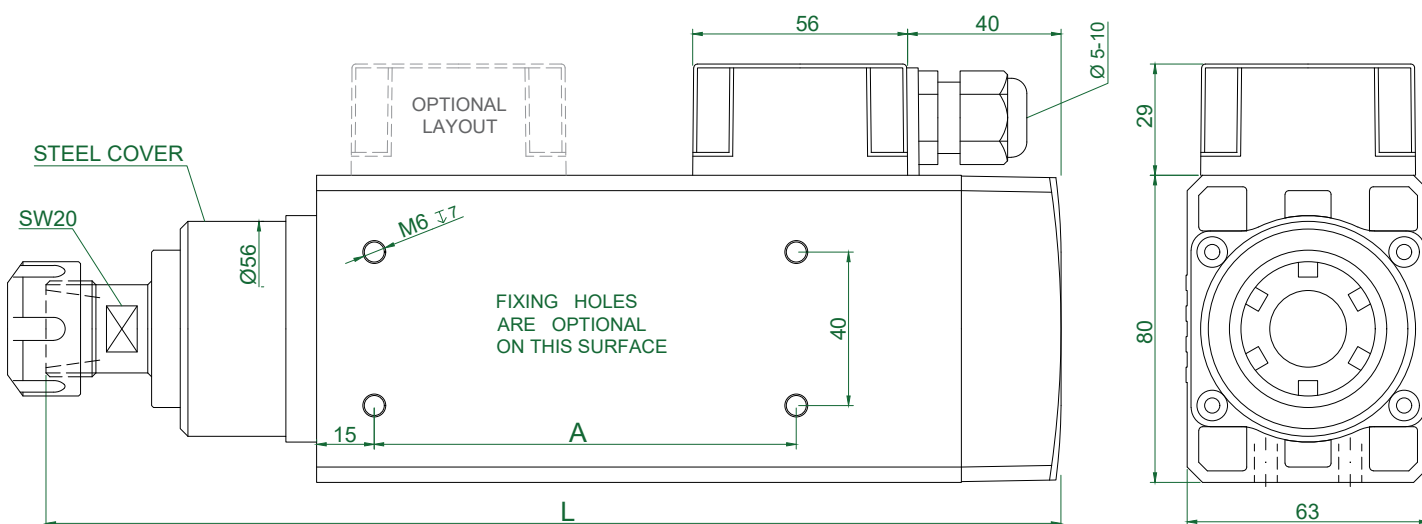 56
40
Ø 5-10
OPTIONAL
LAYOUT
29
STEEL COVER
SW20
M6 ↧7
Ø56
FIXING HOLES
ARE OPTIONAL
ON THIS SURFACE
40
80
15
A
L
63